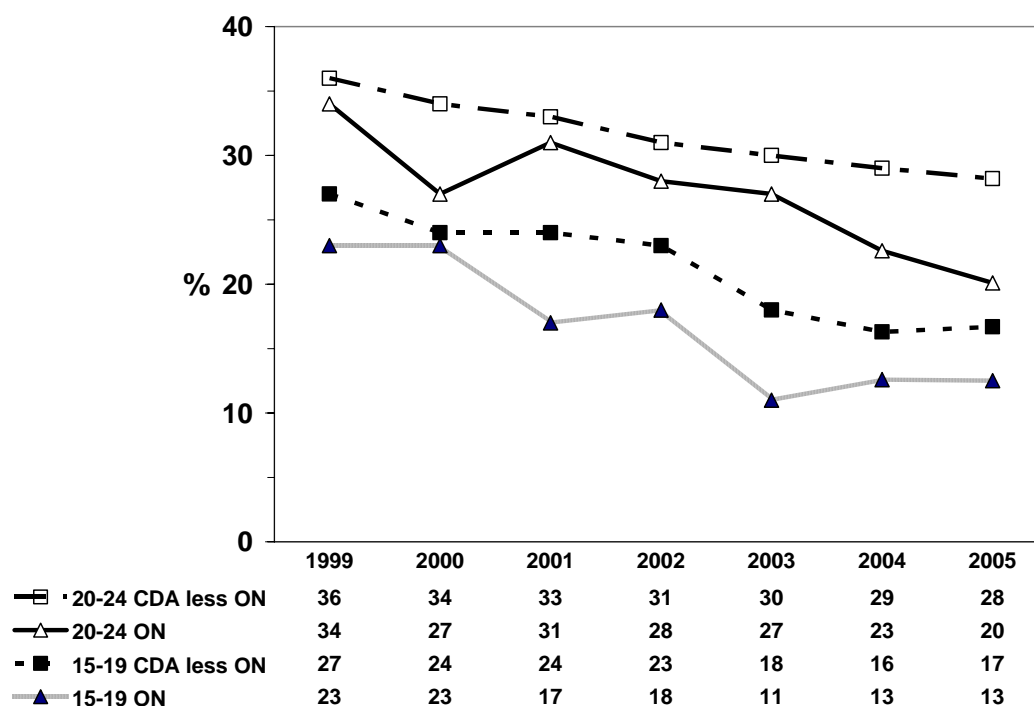 40
30
% 20
10
0
1999 2000 2001 2002 2003 2004 2005
20-24 CDA less ON 36 34 33 31 30 29 28
20-24 ON 34 27 31 28 27 23 20
15-19 CDA less ON 27 24 24 23 18 16 17
15-19 ON 23 23 17 18 11 13 13